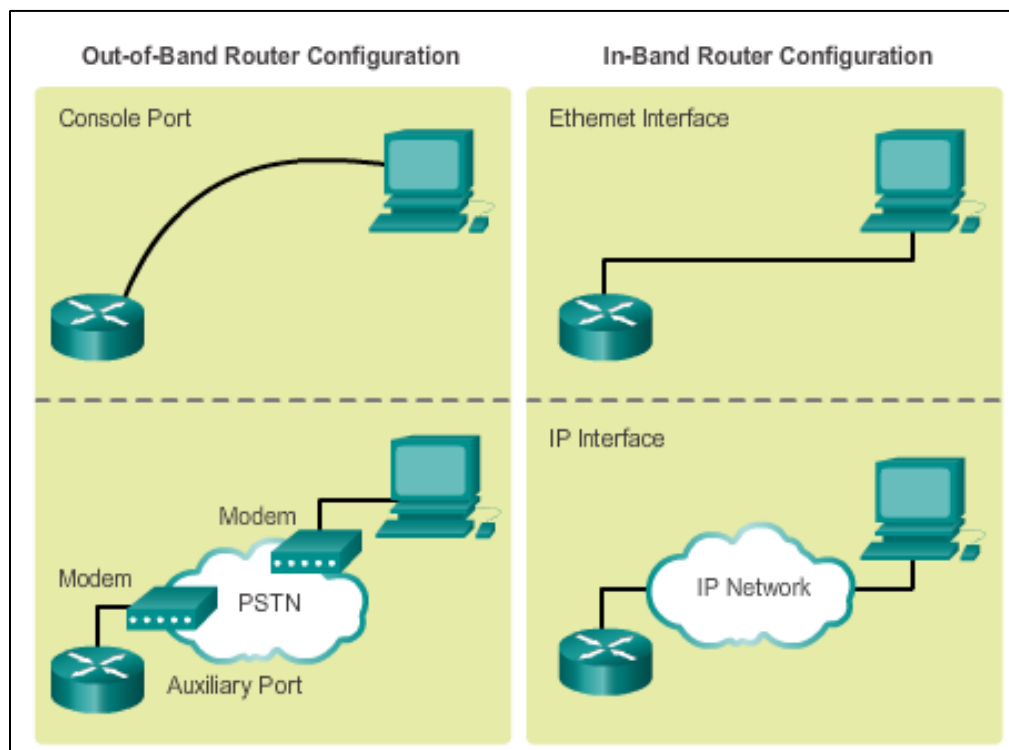 Out-of-Band Router Configuration
In-Band Router Configuration
Console Port
Ethernet Interface
Modem
Modem
PSTN
Auxiliary Port
IP Interface
IP Network